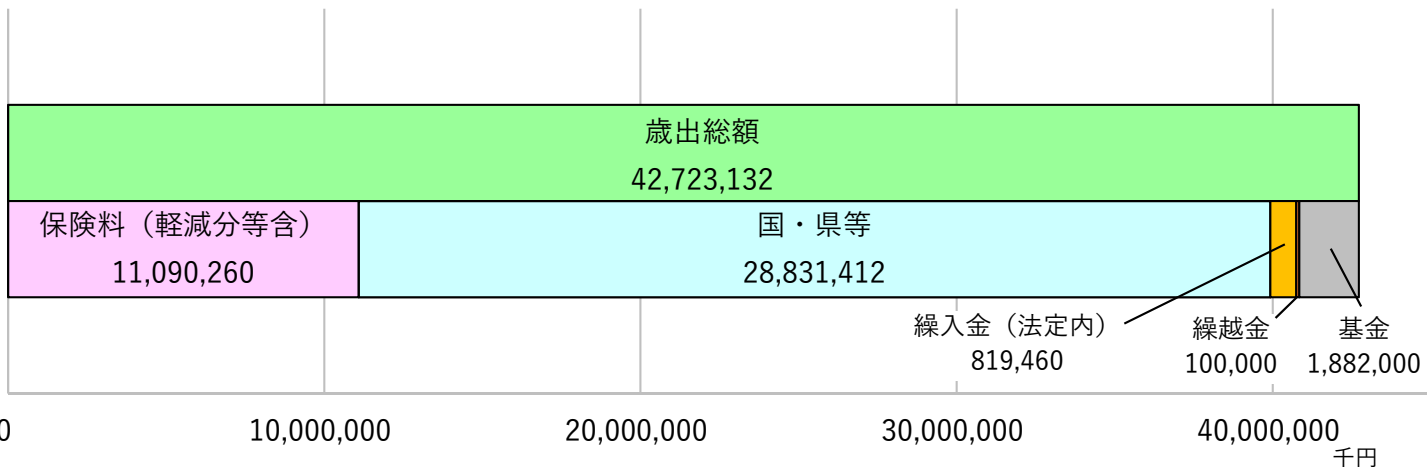 歳出総額
42,723,132
保険料（軽減分等含）
11,090,260
国・県等
28,831,412
繰入金（法定内）
819,460
繰越金
100,000
基金
1,882,000
0
10,000,000
20,000,000
30,000,000
40,000,000
千円